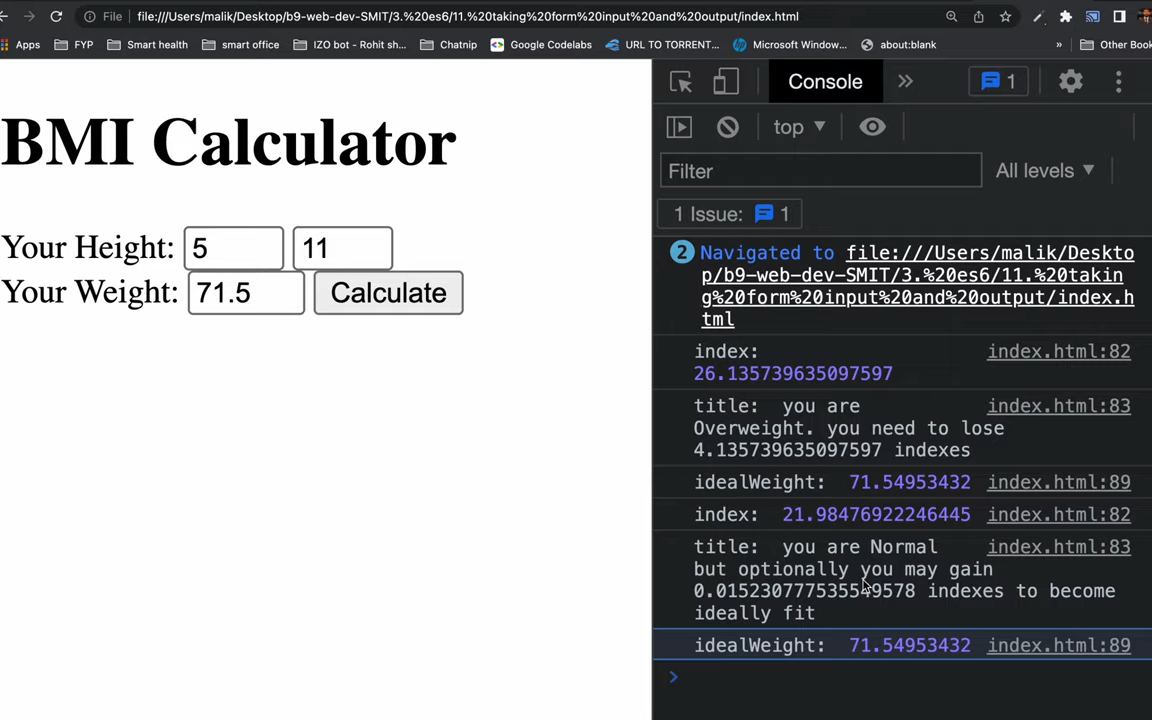 File file:///Users/malik/Desktop/b9-web-dev-SMIT/3.%20es6/11.%20taking%20form%20input%20and%20output/index.html
Apps FYP Smart health smart office IZO bot - Rohit sh... Chatnip Google Codelabs URL TO TORRENT... Microsoft Window... about:blank » Other Book
BMI Calculator
Your Height: 5 11
Your Weight: 71.5 Calculate
Console » 1
top
Filter All levels
1 Issue: 1
2 Navigated to file:///Users/malik/Deskto
p/b9-web-dev-SMIT/3.%20es6/11.%20takin
g%20form%20input%20and%20output/index.h
tml
index: index.html:82
26.135739635097597
title: you are index.html:83
Overweight. you need to lose
4.135739635097597 indexes
idealWeight: 71.54953432 index.html:89
index: 21.98476922246445 index.html:82
title: you are Normal index.html:83
but optionally you may gain
indexes to become
ideally fit
idealWeight: 71.54953432 index.html:89